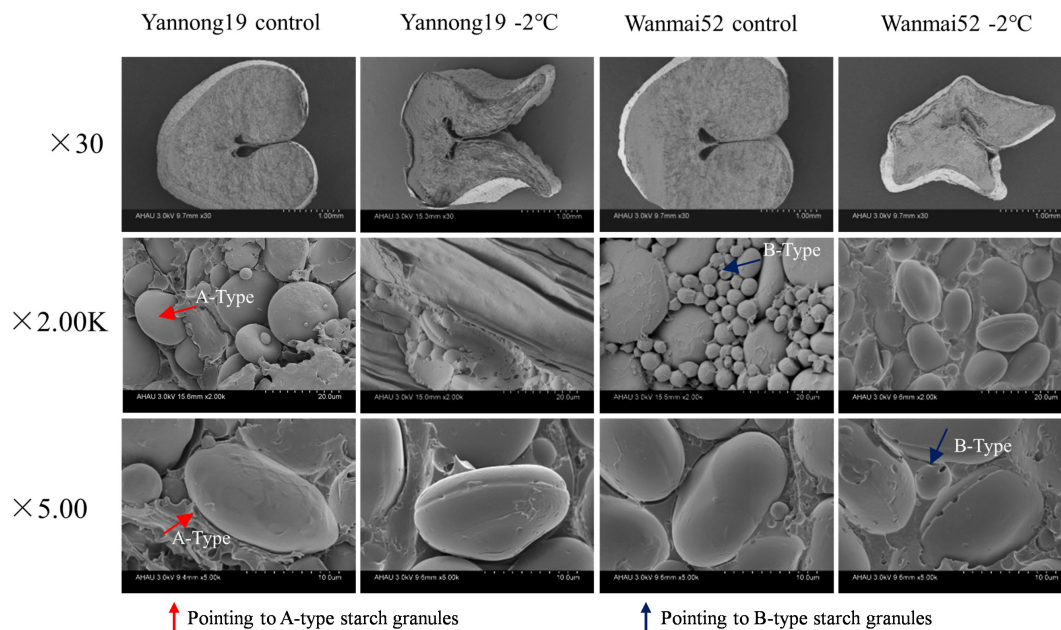 Yannong19 control Yannong19 -2°C Wanmai52 control Wanmai52 -2°C
×30
AHAU 3.0kV 9.7mm x30 1.00mm
AHAU 3.0kV 15.3mm x30 1.00mm
AHAU 3.0kV 9.7mm x30 1.00mm
AHAU 3.0kV 9.7mm x30 1.00mm
×2.00K
A-Type
B-Type
AHAU 3.0kV 15.6mm x2.00k 20.0um
AHAU 3.0kV 15.0mm x2.00k 20.0um
AHAU 3.0kV 15.5mm x2.00k 20.0um
AHAU 3.0kV 9.6mm x2.00k 20.0um
×5.00
A-Type
B-Type
AHAU 3.0kV 9.4mm x5.00k 10.0um
AHAU 3.0kV 9.6mm x5.00k 10.0um
AHAU 3.0kV 9.6mm x5.00k 10.0um
AHAU 3.0kV 9.6mm x5.00k 10.0um
Pointing to A-type starch granules Pointing to B-type starch granules